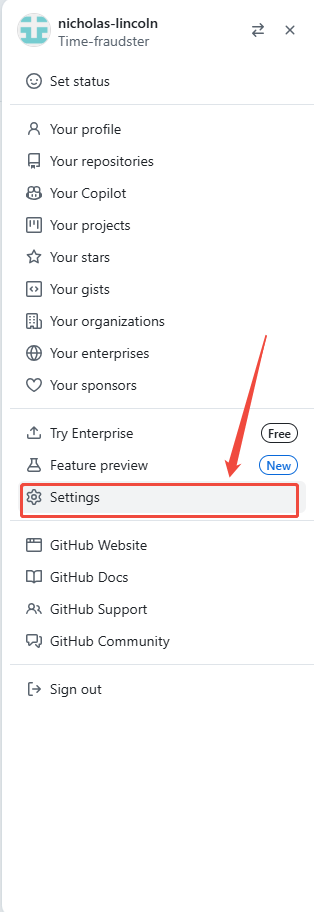 nicholas-lincoln
Time-fraudster
Set status
Your profile
Your repositories
Your Copilot
Your projects
Your stars
Your gists
Your organizations
Your enterprises
Your sponsors
Try Enterprise Free
Feature preview New
Settings
GitHub Website
GitHub Docs
GitHub Support
GitHub Community
Sign out